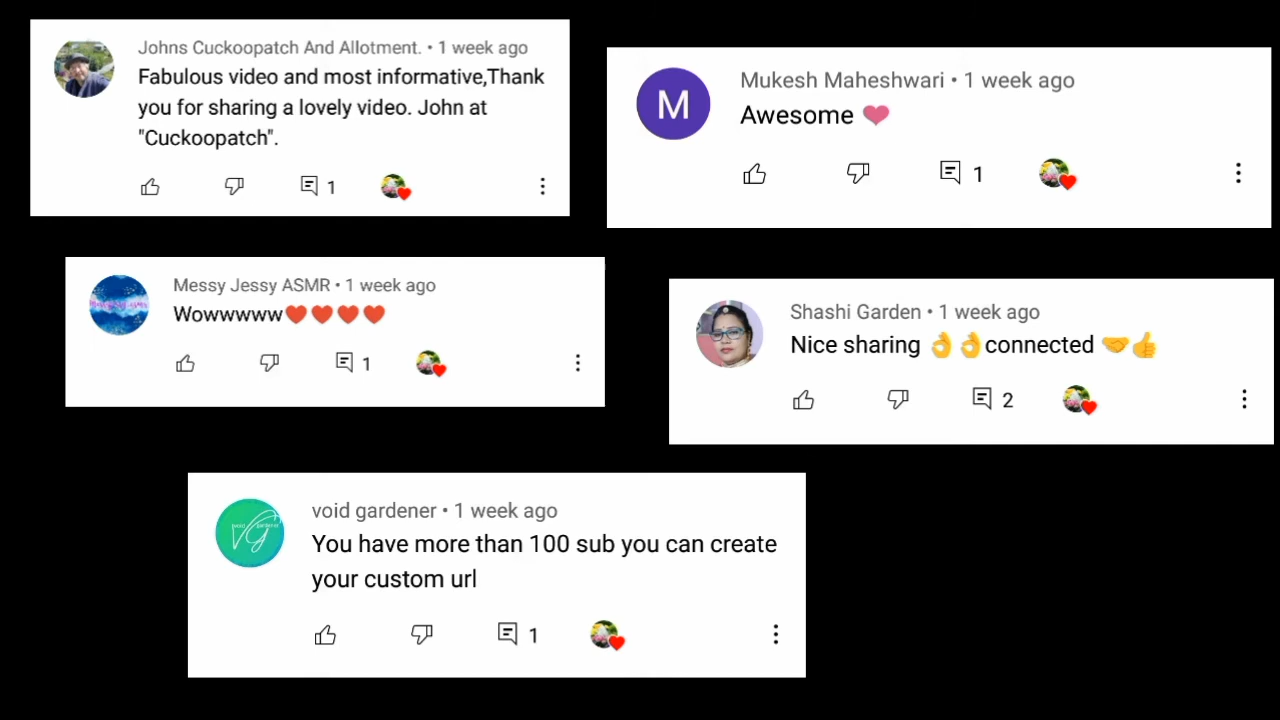 Johns Cuckoopatch And Allotment. • 1 week ago
Fabulous video and most informative,Thank
you for sharing a lovely video. John at
"Cuckoopatch".
1
M
Mukesh Maheshwari • 1 week ago
Awesome 💗
1
Messy Jessy ASMR • 1 week ago
Wowwwww❤️❤️❤️❤️
1
Shashi Garden • 1 week ago
Nice sharing 👌👌connected 🤝👍
2
VG
void gardener • 1 week ago
You have more than 100 sub you can create
your custom url
1